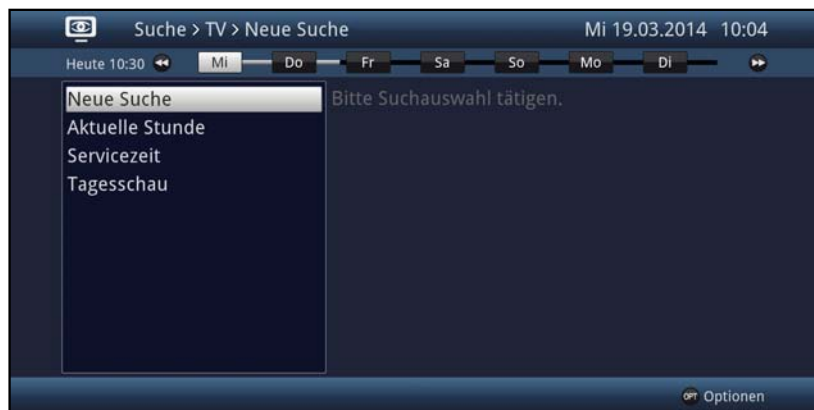 Suche > TV > Neue Suche Mi 19.03.2014 10:04
Heute 10:30 Mi Do Fr Sa So Mo Di
Neue Suche Bitte Suchauswahl tätigen.
Aktuelle Stunde
Servicezeit
Tagesschau
OPT Optionen